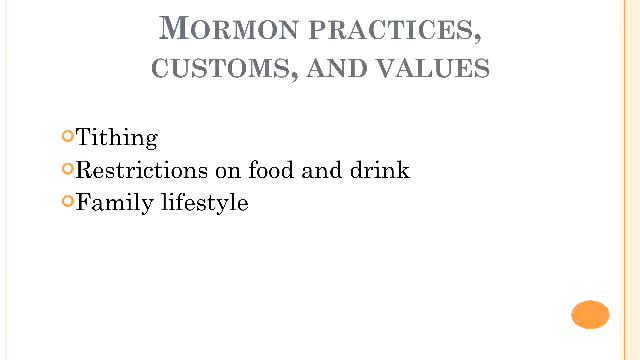 Mormon practices,
customs, and values
Tithing
Restrictions on food and drink
Family lifestyle